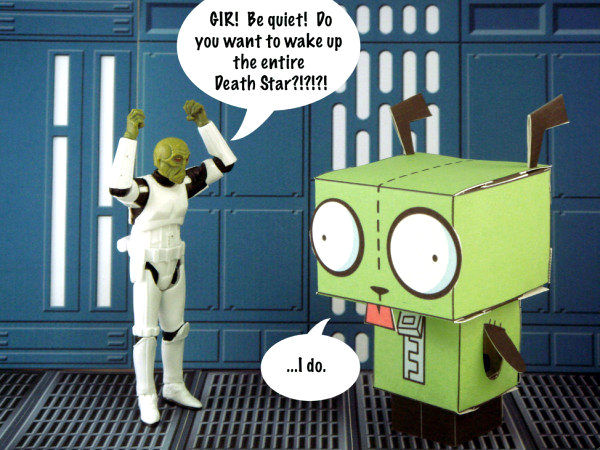 GIR! Be quiet! Do
you want to wake up
the entire
Death Star?!?!?!
...I do.